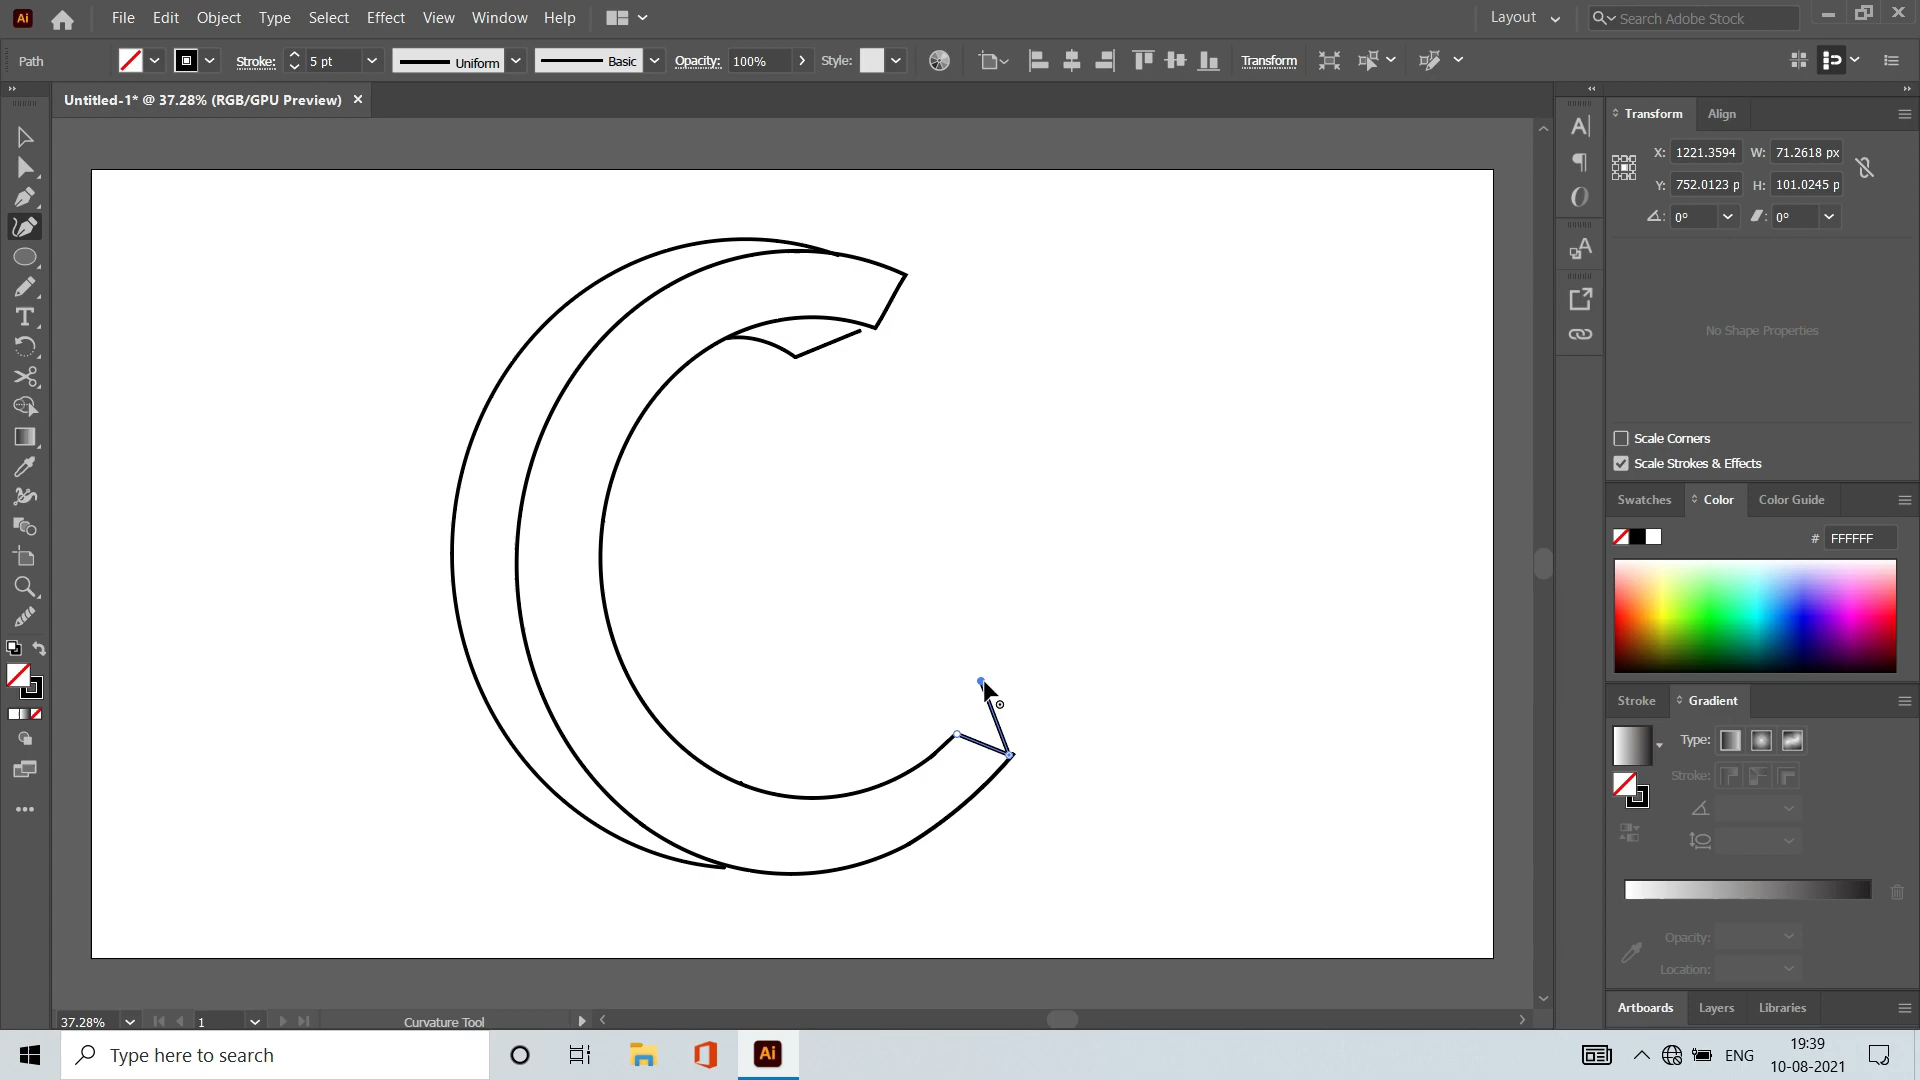 Ai File Edit Object Type Select Effect View Window Help Layout Search Adobe Stock
Path Stroke: 5 pt Uniform Basic Opacity: 100% Style: Transform
Untitled-1* @ 37.28% (RGB/GPU Preview) ×
Transform Align
X: 1221.3594 W: 71.2618 px
Y: 752.0123 p H: 101.0245 p
0° 0°
No Shape Properties
Scale Corners
Scale Strokes & Effects
Swatches Color Color Guide
# FFFFFF
Stroke Gradient
Type:
Stroke:
Opacity:
Location:
Artboards Layers Libraries
37.28% 1 Curvature Tool
Type here to search Ai ENG 19:39
10-08-2021